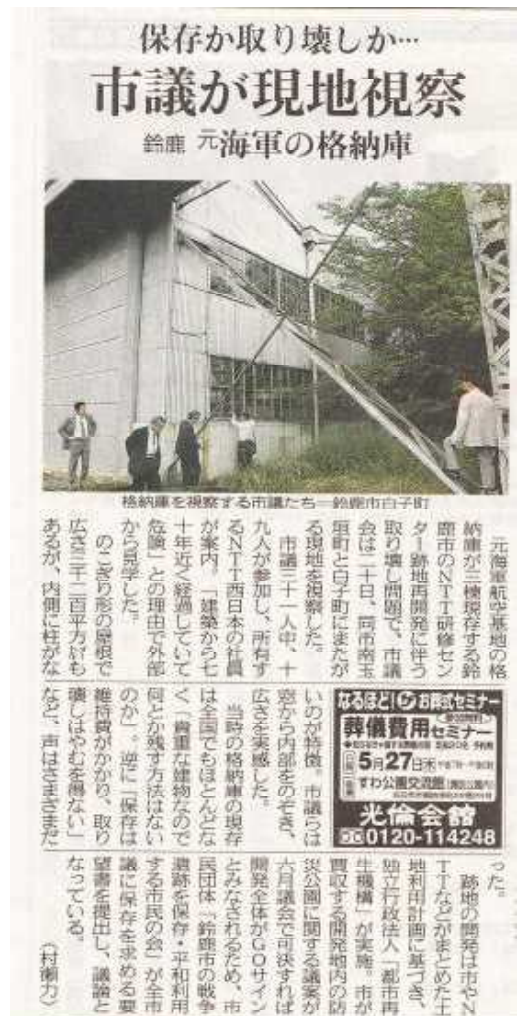 保存か取り壊しか…
市議が現地視察
鈴鹿 元海軍の格納庫
格納庫を視察する市議たち＝鈴鹿市白子町
元海軍航空基地の格
納庫が三棟現存する鈴
鹿市のNTT研修セン
ター跡地再開発に伴う
取り壊し問題で、市議
会は二十日、同市南玉
垣町と白子町にまたが
る現地を視察した。
市議三十一人中、十
九人が参加し、所有す
るNTT西日本の社員
が案内。「建築から七
十年近く経過していて
危険」との理由で外部
から見学した。
のこぎり形の屋根で
広さ三千二百平方㍍も
あるが、内側に柱がな
いのが特徴。市議らは
窓から内部をのぞき、
広さを実感した。
当時の格納庫の現存
は全国でもほとんどな
く、「貴重な建物なので
何とか残す方法はない
のか」。逆に「保存は
維持費がかかり、取り
壊しはやむを得ない」
など、声はさまざまだ
った。
跡地の開発は市やN
TTなどがまとめた土
地利用計画に基づき、
独立行政法人「都市再
生機構」が実施。市が
買収する開発地内の防
災公園に関する議案が
六月議会で可決すれば
開発全体がGOサイン
とみなされるため、市
民団体「鈴鹿市の戦争
遺跡を保存・平和利用
する市民の会」が全市
議に保存を求める要
望書を提出し、議論と
なっている。
（村瀬力）
なるほど! お葬式セミナー
葬儀費用セミナー
5月27日木
すわ公園交流館
光倫会館
0120-114248